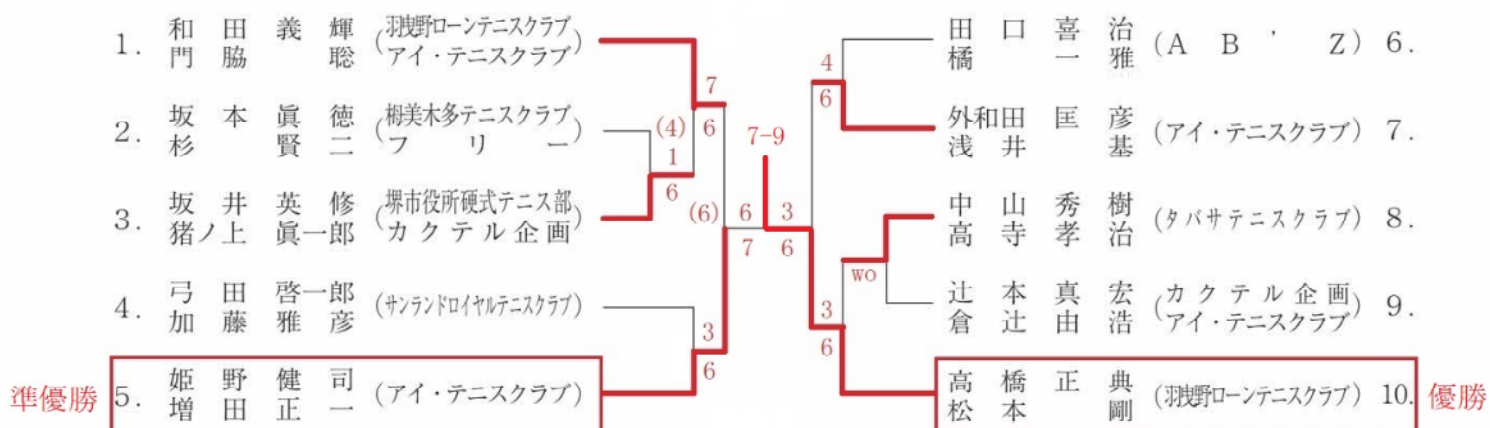 1. 和田義輝 (羽曳野ローンテニスクラブ
門脇聡 アイ・テニスクラブ)
2. 坂本眞徳 (栂美木多テニスクラブ
杉賢二 フリー)
3. 坂井英修 (堺市役所硬式テニス部
猪ノ上眞一郎 カクテル企画)
4. 弓田啓一郎 (サンランドロイヤルテニスクラブ)
加藤雅彦
準優勝 5. 姫野健司 (アイ・テニスクラブ)
増田正一
7
6
(4)
1
6
(6)
3
6
6
7
7-9
3
6
4
6
WO
3
6
田口喜治 (AB'Z) 6.
橘一雅
外和田匡彦 (アイ・テニスクラブ) 7.
浅井基
中山秀樹 (タバサテニスクラブ) 8.
高寺孝治
辻本真宏 (カクテル企画 9.
倉辻由浩 アイ・テニスクラブ)
高橋正典 (羽曳野ローンテニスクラブ) 10. 優勝
松本剛